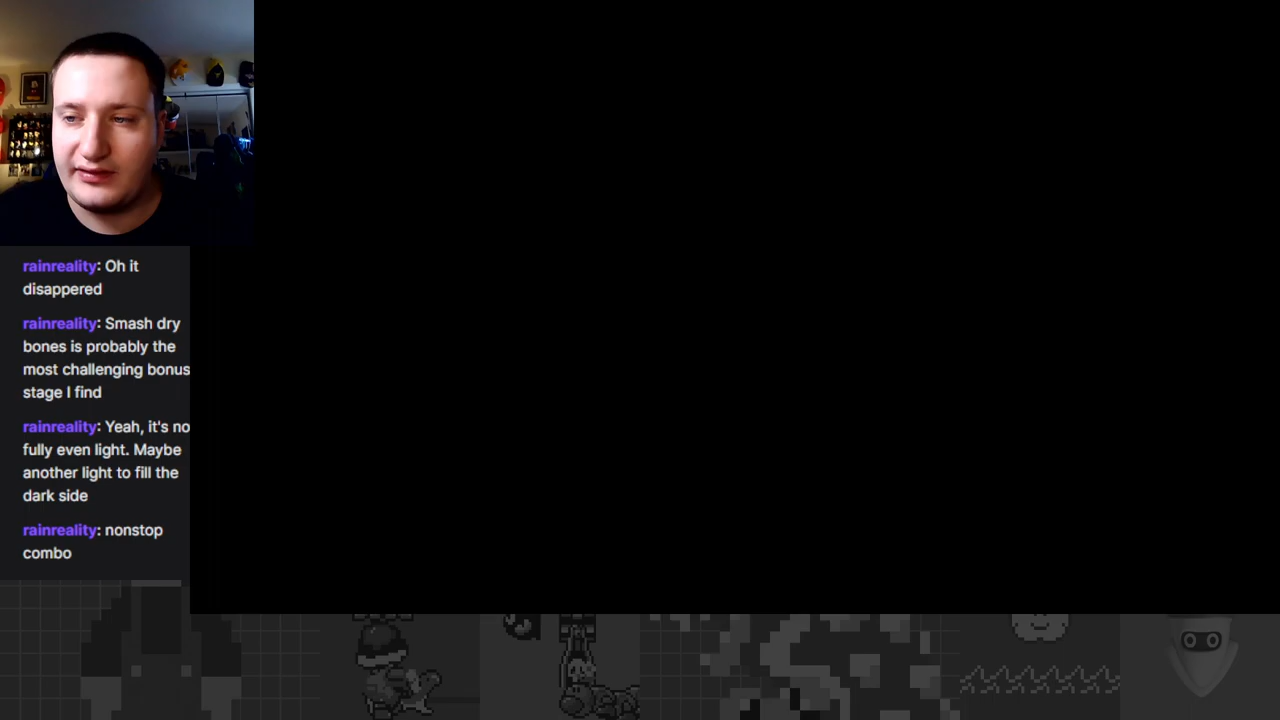 rainreality: Oh it
disappered
rainreality: Smash dry
bones is probably the
most challenging bonus
stage I find
rainreality: Yeah, it's no
fully even light. Maybe
another light to fill the
dark side
rainreality: nonstop
combo